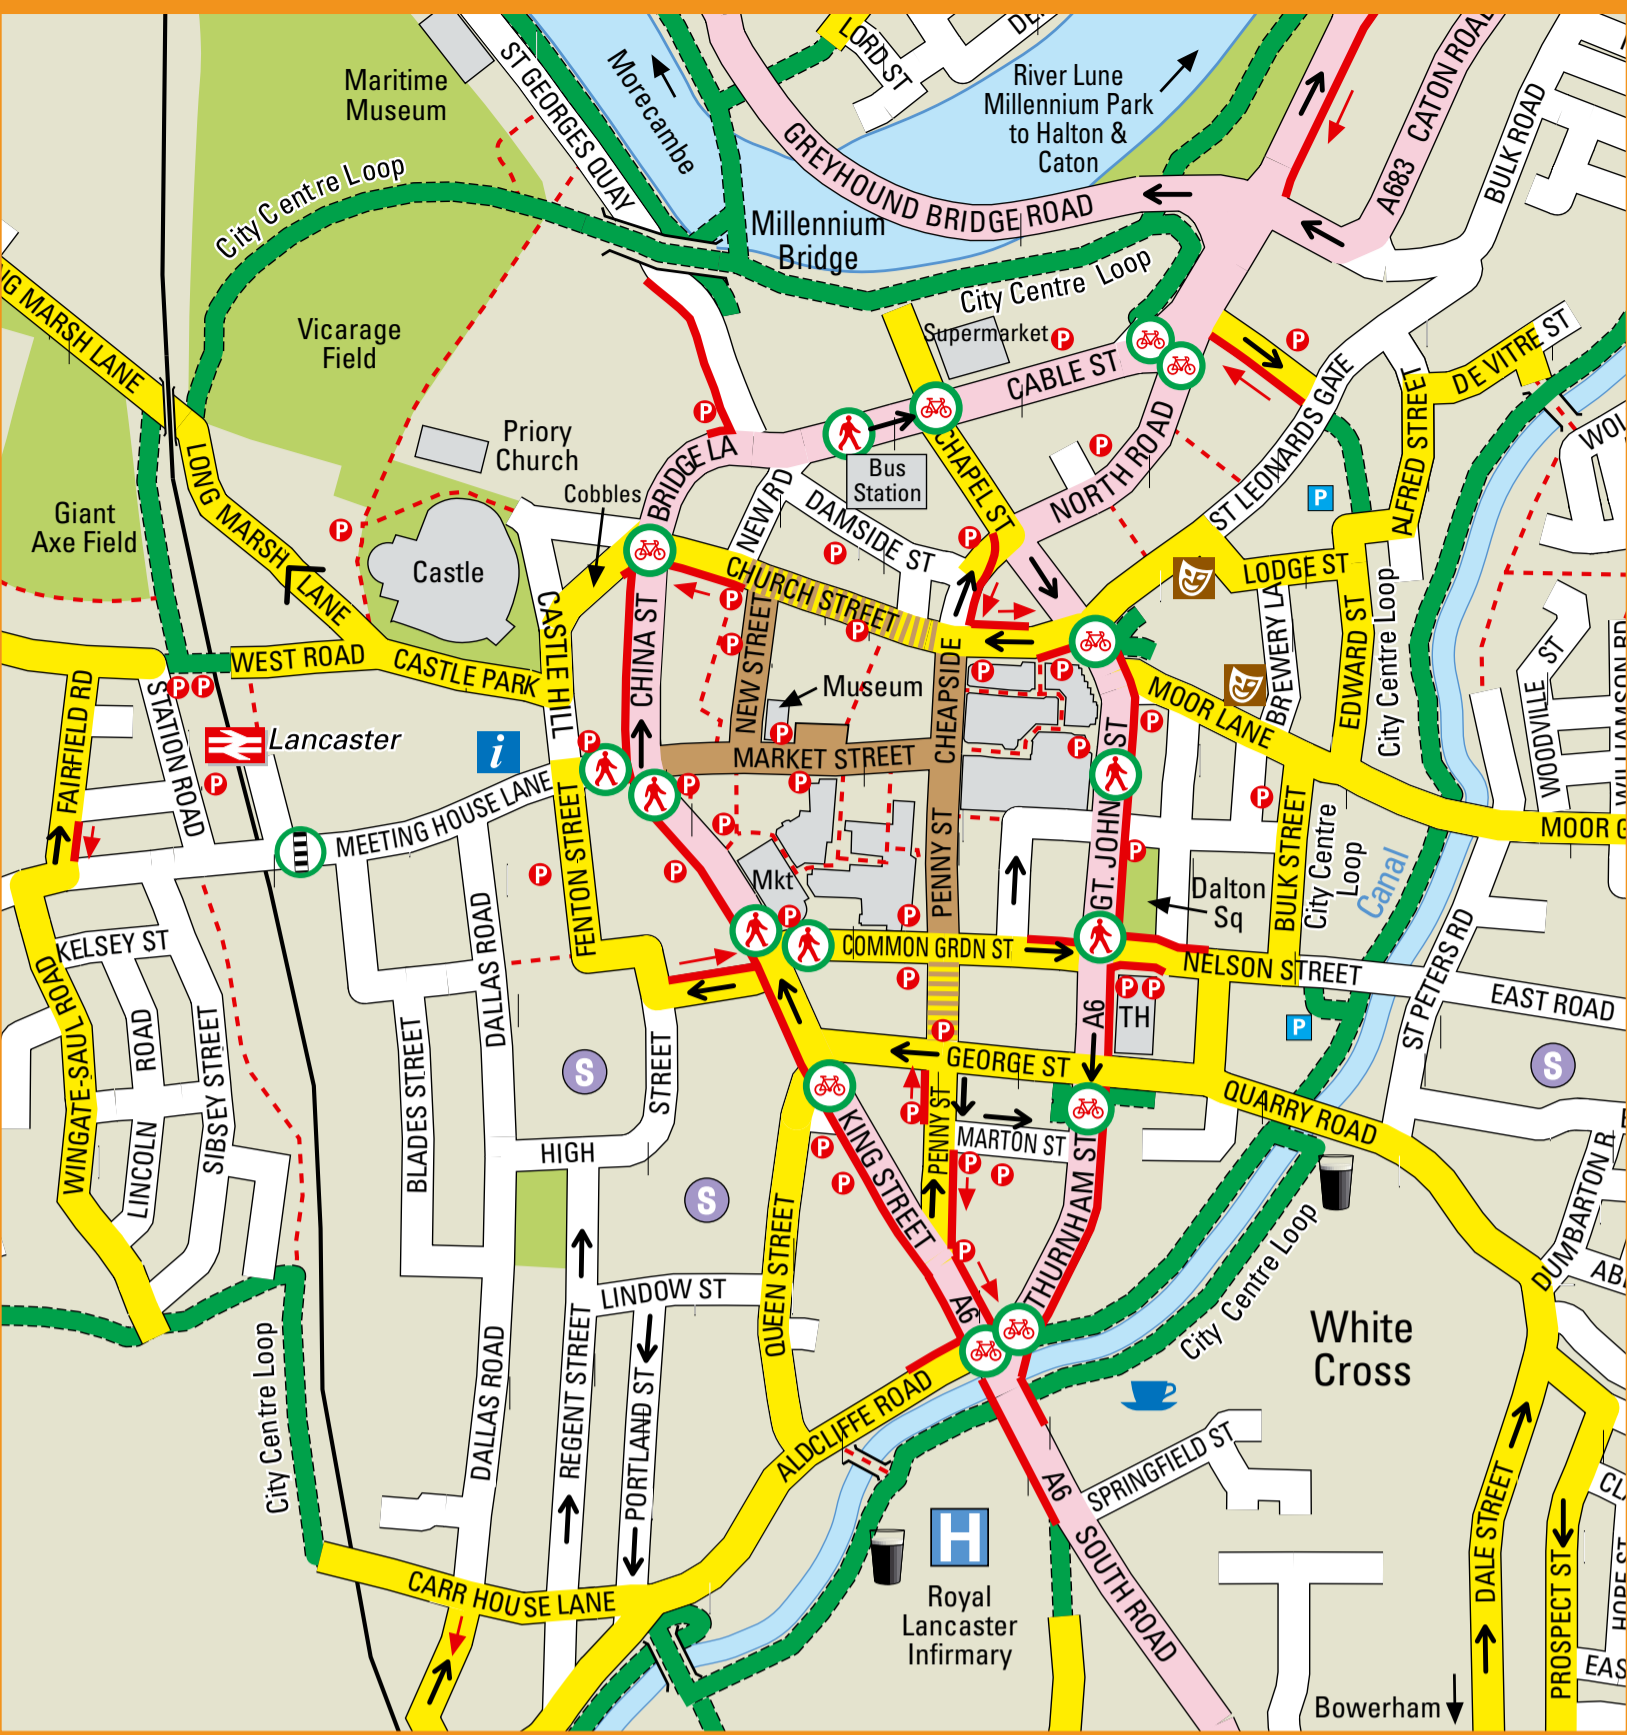 LORD ST
Maritime
Museum
ST GEORGES QUAY
Morecambe
River Lune
Millennium Park
to Halton &
Caton
A683 CATON ROAD
BULK ROAD
GREYHOUND BRIDGE ROAD
City Centre Loop
Millennium
Bridge
City Centre Loop
Vicarage
Field
Supermarket
P
P
CABLE ST
DE VITRE ST
ST LEONARDS GATE
ALFRED STREET
NG MARSH LANE
P
Priory
Church
BRIDGE LA
Bus
Station
CHAPEL ST
NORTH ROAD
P
WOL
LONG MARSH LANE
Giant
Axe Field
P
Castle
Cobbles
NEW RD
DAMSIDE ST
P
P
P
CHURCH STREET
P
P
P
LODGE ST
CASTLE HILL
CHINA ST
NEW STREET
Museum
P
CHEAPSIDE
P
P
P
P
MOOR LANE
BREWERY LA
EDWARD ST
City Centre Loop
WOODVILLE ST
WILLIAMSON RD
WEST ROAD
CASTLE PARK
P P
Lancaster
P
STATION ROAD
FAIRFIELD RD
i
P
P
MARKET STREET
P
P
P
P
MEETING HOUSE LANE
FENTON STREET
P
Mkt
P
P
PENNY ST
GT. JOHN ST
P
Dalton
Sq
BULK STREET
City Centre
Loop
Canal
MOOR G
KELSEY ST
DALLAS ROAD
COMMON GRDN ST
P
NELSON STREET
EAST ROAD
ST PETERS RD
WINGATE-SAUL ROAD
LINCOLN ROAD
SIBSEY STREET
BLADES STREET
S
P
A6
P P
TH
P
S
GEORGE ST
QUARRY ROAD
HIGH STREET
S
P
P
KING STREET
P
PENNY ST
MARTON ST
P
P
P
THURNHAM ST
DUMBARTON R
AB
LINDOW ST
QUEEN STREET
A6
City Centre Loop
White
Cross
City Centre Loop
DALLAS ROAD
REGENT STREET
PORTLAND ST
ALDCLIFFE ROAD
A6
SPRINGFIELD ST
CARR HOUSE LANE
H
Royal
Lancaster
Infirmary
SOUTH ROAD
DALE STREET
PROSPECT ST
CLA
HOPE ST
EAS
Bowerham